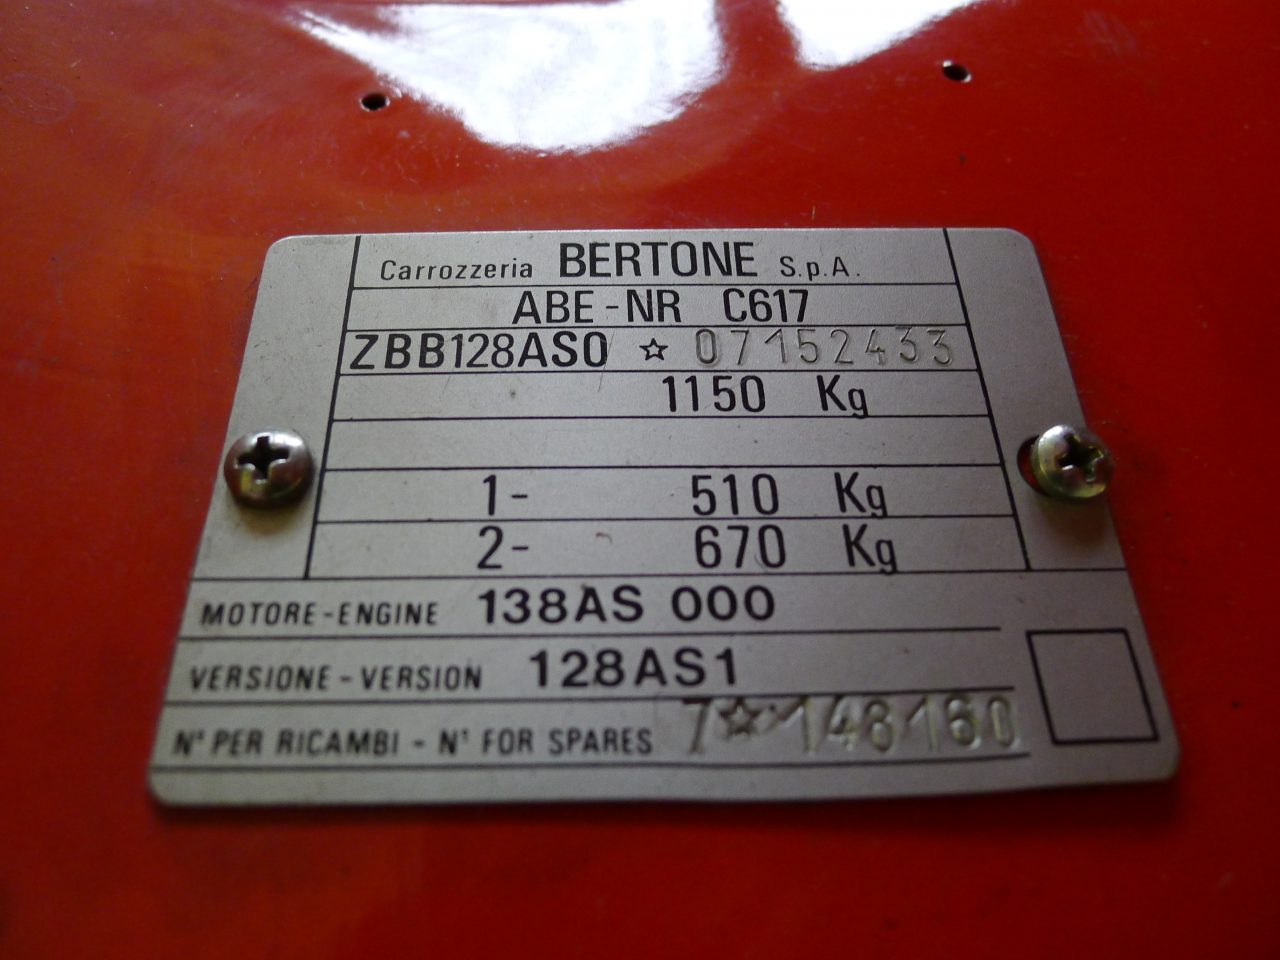 Carrozzeria BERTONE S.p.A.
ABE-NR C617
ZBB128AS0 ☆ 07152433
1150 Kg
1- 510 Kg
2- 670 Kg
MOTORE-ENGINE 138AS 000
VERSIONE-VERSION 128AS1
N° PER RICAMBI - N° FOR SPARES 7☆148160